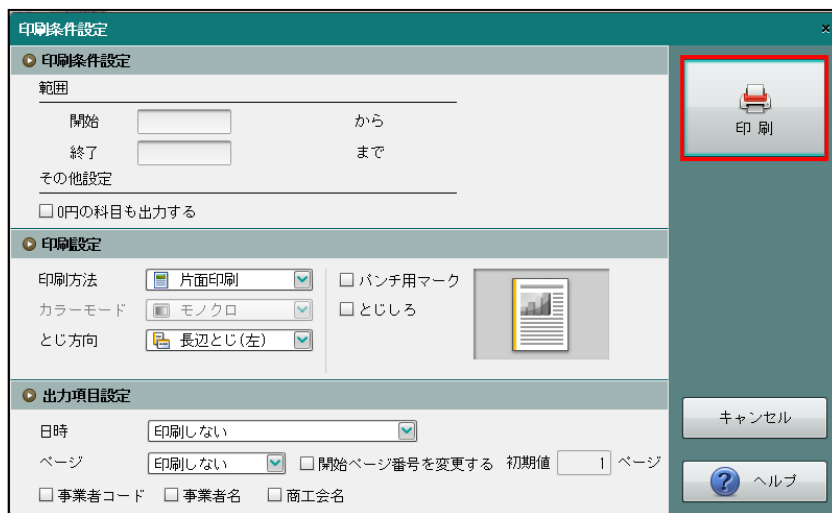 印刷条件設定
×
印刷条件設定
範囲
開始 から
終了 まで
その他設定
0円の科目も出力する
印刷設定
印刷方法 片面印刷 パンチ用マーク
カラーモード モノクロ とじしろ
とじ方向 長辺とじ(左)
出力項目設定
日時 印刷しない
ページ 印刷しない 開始ページ番号を変更する 初期値 1 ページ
事業者コード 事業者名 商工会名
印 刷
キャンセル
? ヘルプ